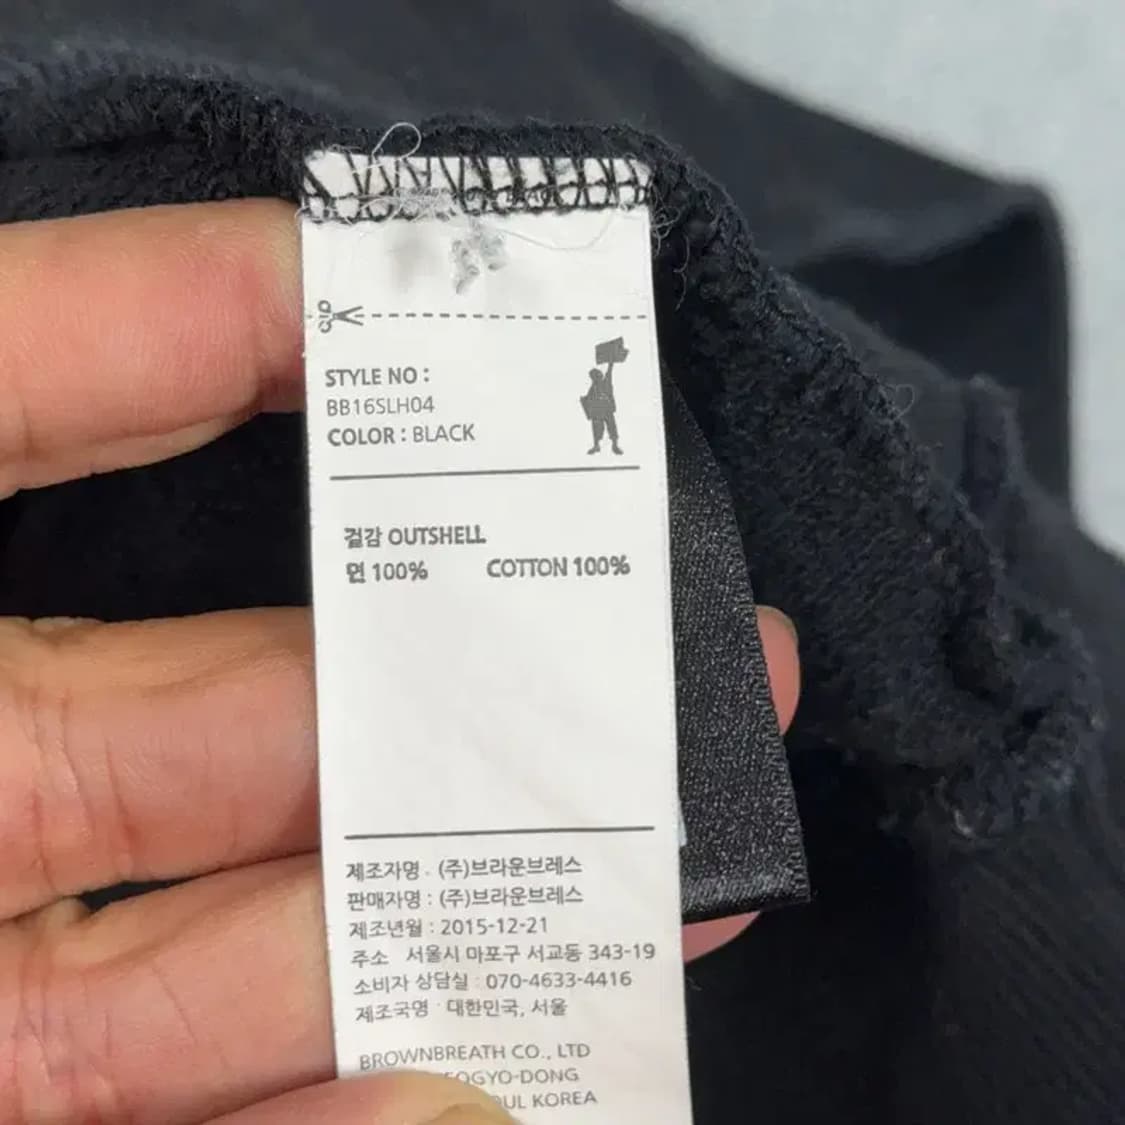 STYLE NO :
BB16SLH04
COLOR : BLACK
겉감 OUTSHELL
면 100% COTTON 100%
제조자명 . (주)브라운브레스
판매자명 : (주)브라운브레스
제조년월 : 2015-12-21
주소 서울시 마포구 서교동 343-19
소비자 상담실 : 070-4633-4416
제조국명 : 대한민국, 서울
BROWNBREATH CO., LTD
EOGYO-DONG
OUL KOREA